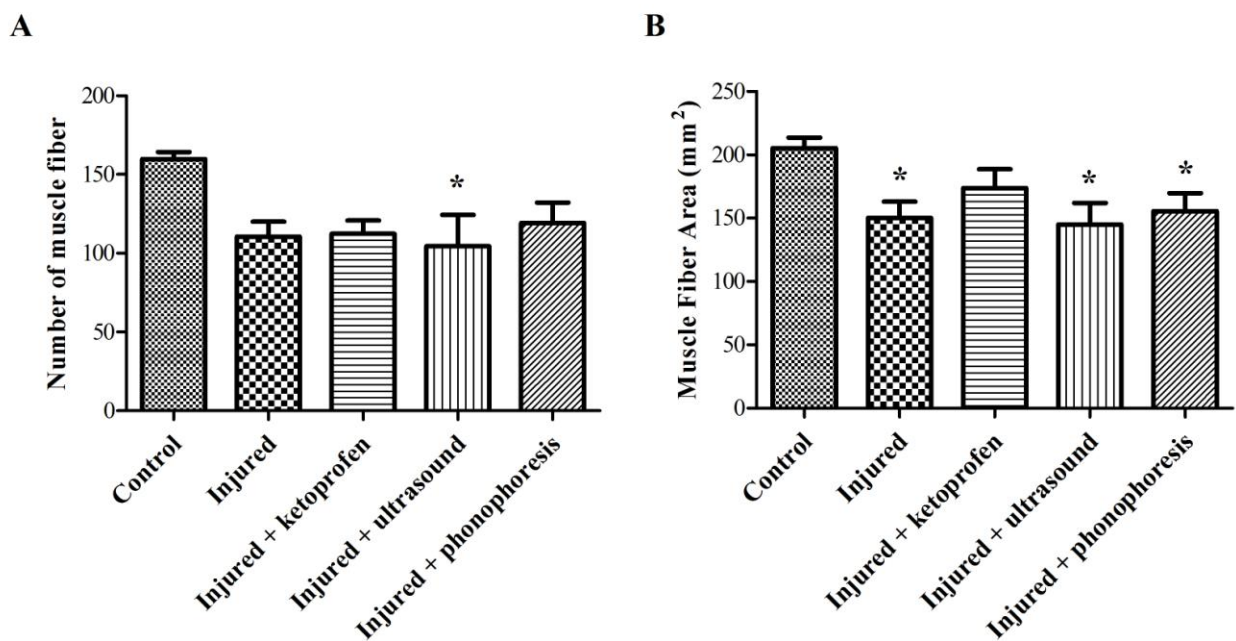 A
Number of muscle fiber
200
150
100
50
0
*
Control
Injured
Injured + ketoprofen
Injured + ultrasound
Injured + phonophoresis
B
Muscle Fiber Area (mm²)
250
200
150
100
50
0
*
*
*
Control
Injured
Injured + ketoprofen
Injured + ultrasound
Injured + phonophoresis